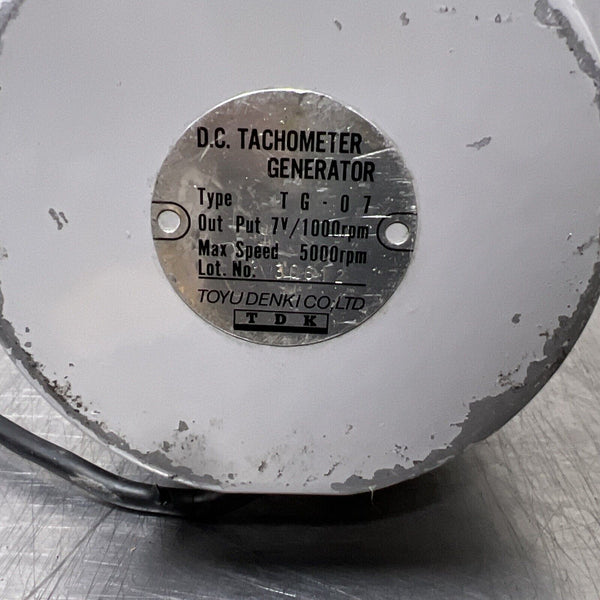 D.C. TACHOMETER
GENERATOR
Type TG-07
Out Put 7V/1000rpm
Max Speed 5000rpm
Lot. No.
TOYU DENKI CO.,LTD
TDK